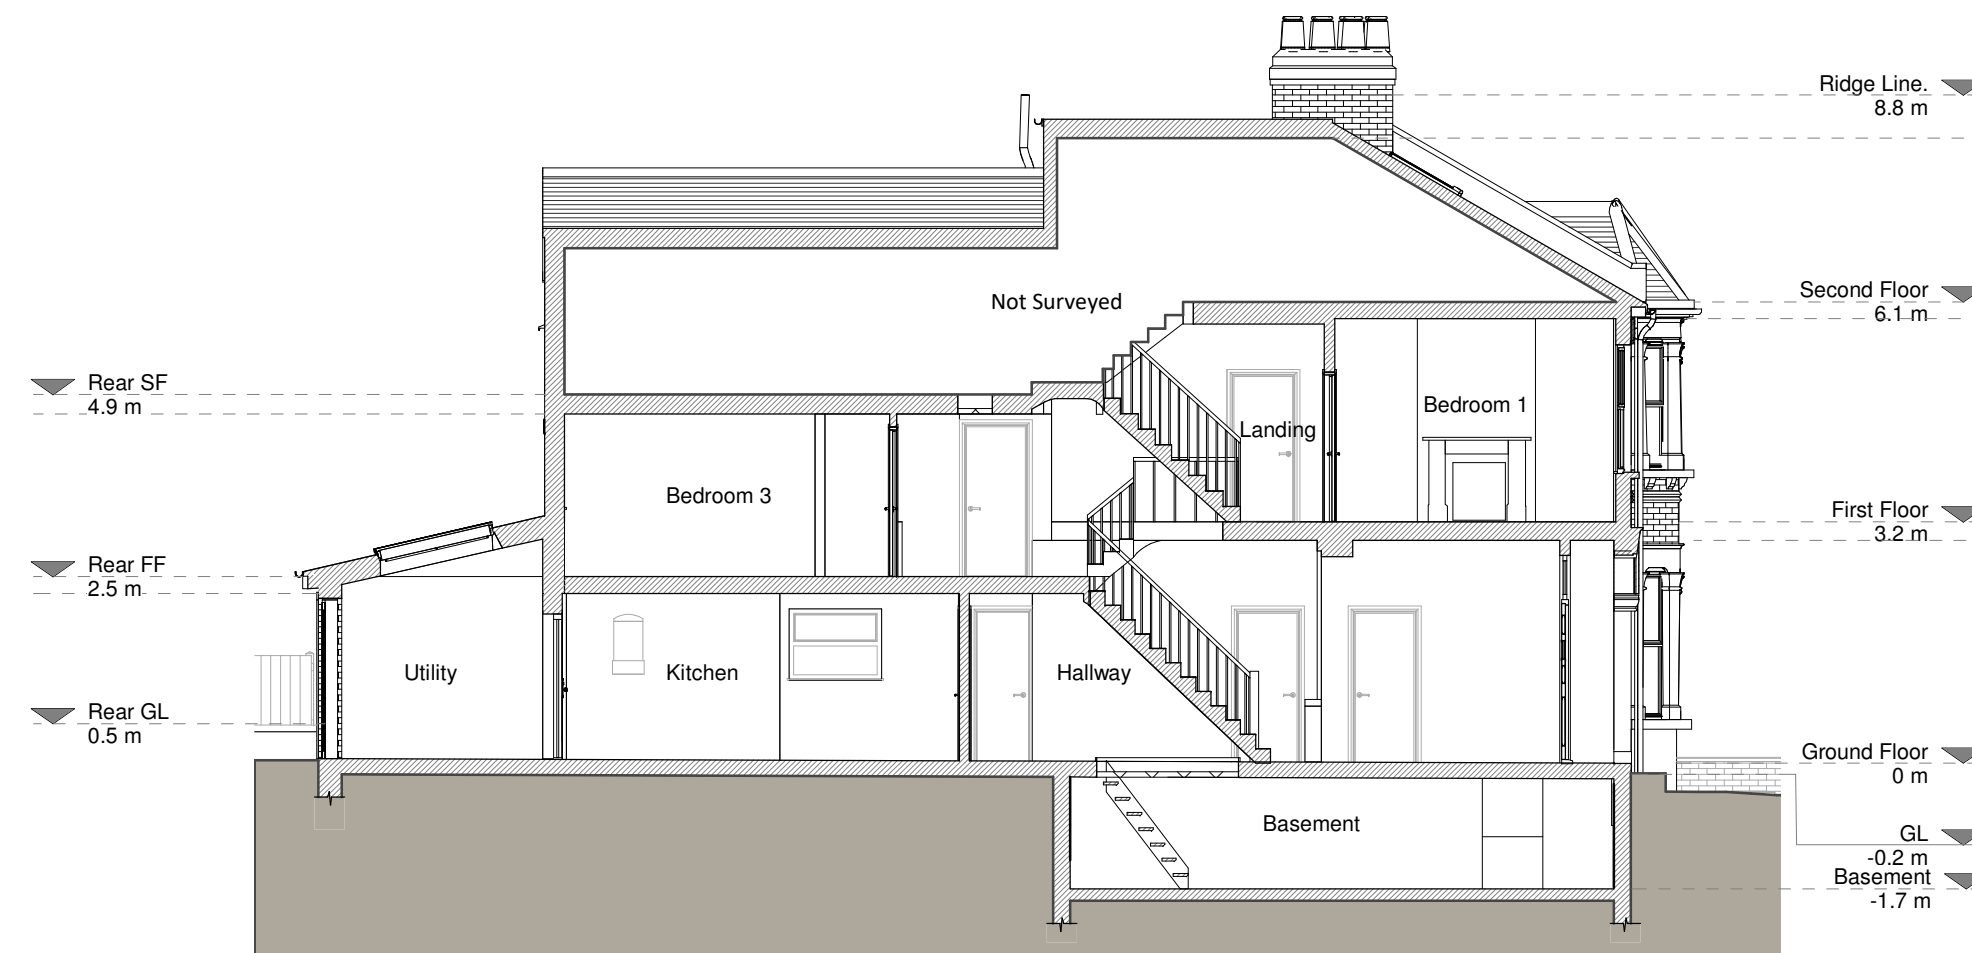 Ridge Line.
8.8 m
Second Floor
6.1 m
Not Surveyed
Rear SF
4.9 m
Landing
Bedroom 1
Bedroom 3
First Floor
3.2 m
Rear FF
2.5 m
Utility
Kitchen
Hallway
Rear GL
0.5 m
Ground Floor
0 m
Basement
GL
-0.2 m
Basement
-1.7 m